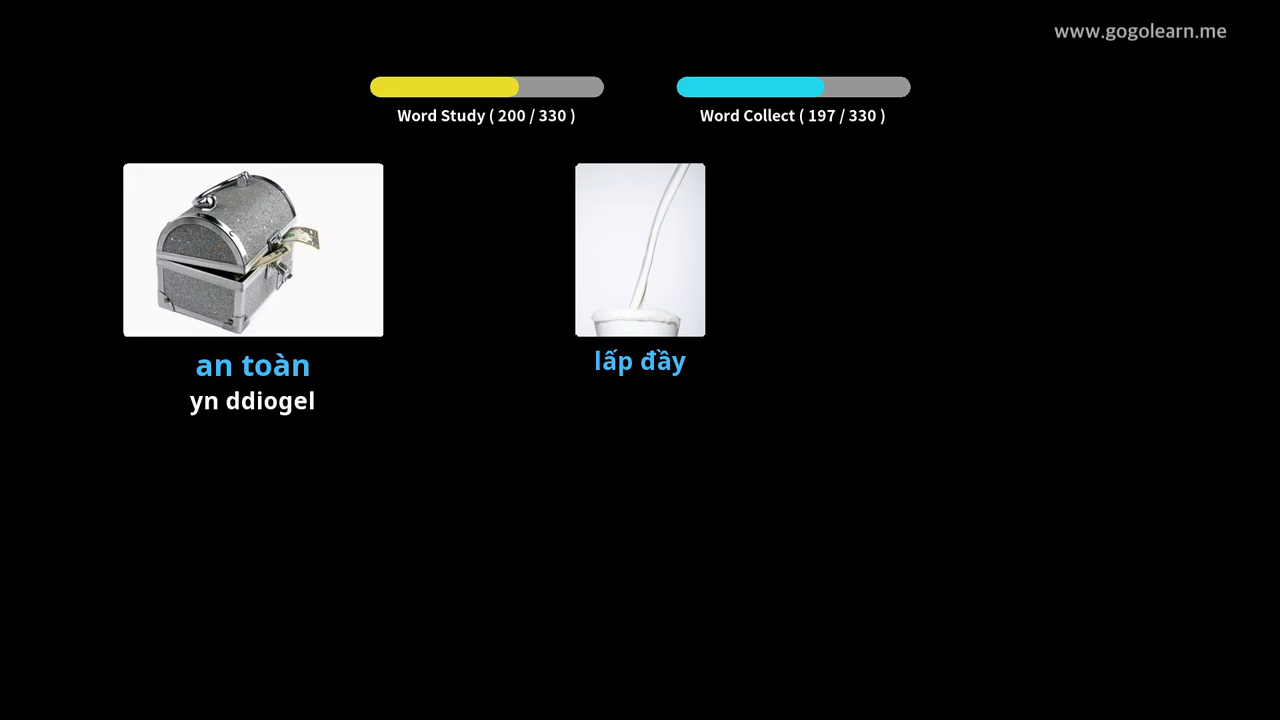 www.gogolearn.me
Word Study ( 200 / 330 )
Word Collect ( 197 / 330 )
an toàn
yn ddiogel
lấp đầy